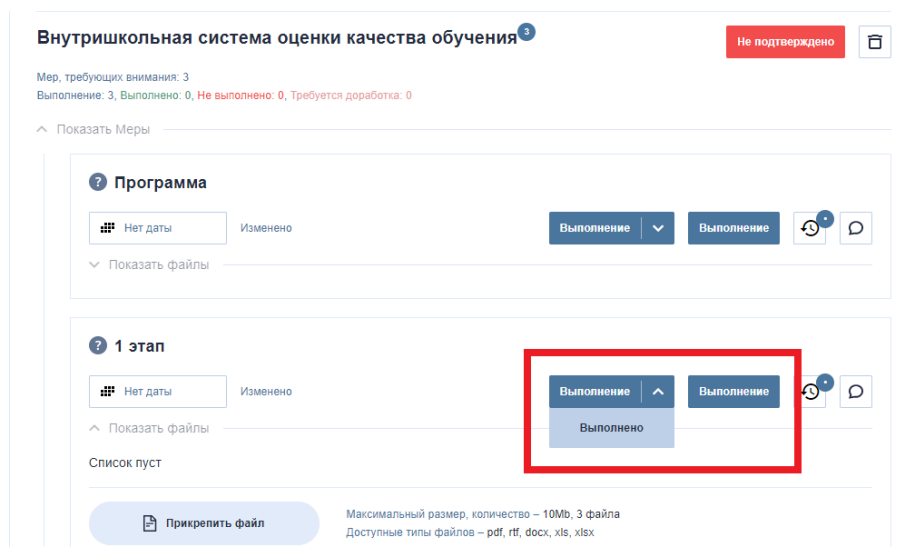 Внутришкольная система оценки качества обучения 3
Не подтверждено
Мер, требующих внимания: 3
Выполнение: 3, Выполнено: 0, Не выполнено: 0, Требуется доработка: 0
Показать Меры
? Программа
Нет даты Изменено Выполнение Выполнение
Показать файлы
? 1 этап
Нет даты Изменено Выполнение Выполнение
Показать файлы Выполнено
Список пуст
Прикрепить файл
Максимальный размер, количество – 10Mb, 3 файла
Доступные типы файлов – pdf, rtf, docx, xls, xlsx